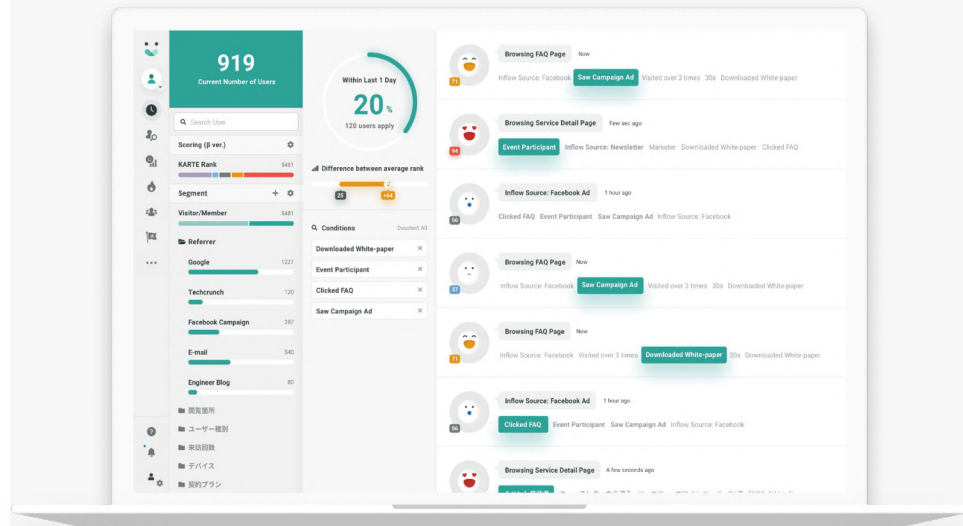 919
Current Number of Users
Search User
Scoring (β ver.)
KARTE Rank 5481
Segment
Visitor/Member 5481
Referrer
Google 1227
Techcrunch 120
Facebook Campaign 287
E-mail 540
Engineer Blog 80
閲覧箇所
ユーザー種別
来訪回数
デバイス
契約プラン
Within Last 1 Day
20%
120 users apply
Difference between average rank
25 +64
Conditions Deselect All
Downloaded White-paper ×
Event Participant ×
Clicked FAQ ×
Saw Campaign Ad ×
Browsing FAQ Page Now
71
Inflow Source: Facebook Saw Campaign Ad Visited over 3 times 30s Downloaded White-paper
Browsing Service Detail Page Few sec ago
94
Event Participant Inflow Source: Newsletter Marketer Downloaded White-paper Clicked FAQ
Inflow Source: Facebook Ad 1 hour ago
56
Clicked FAQ Event Participant Saw Campaign Ad Inflow Source: Facebook
Browsing FAQ Page Now
37
Inflow Source: Facebook Saw Campaign Ad Visited over 3 times 30s Downloaded White-paper
Browsing FAQ Page Now
71
Inflow Source: Facebook Visited over 3 times Downloaded White-paper 30s Downloaded White-paper
Inflow Source: Facebook Ad 1 hour ago
56
Clicked FAQ Event Participant Saw Campaign Ad Inflow Source: Facebook
Browsing Service Detail Page A few seconds ago